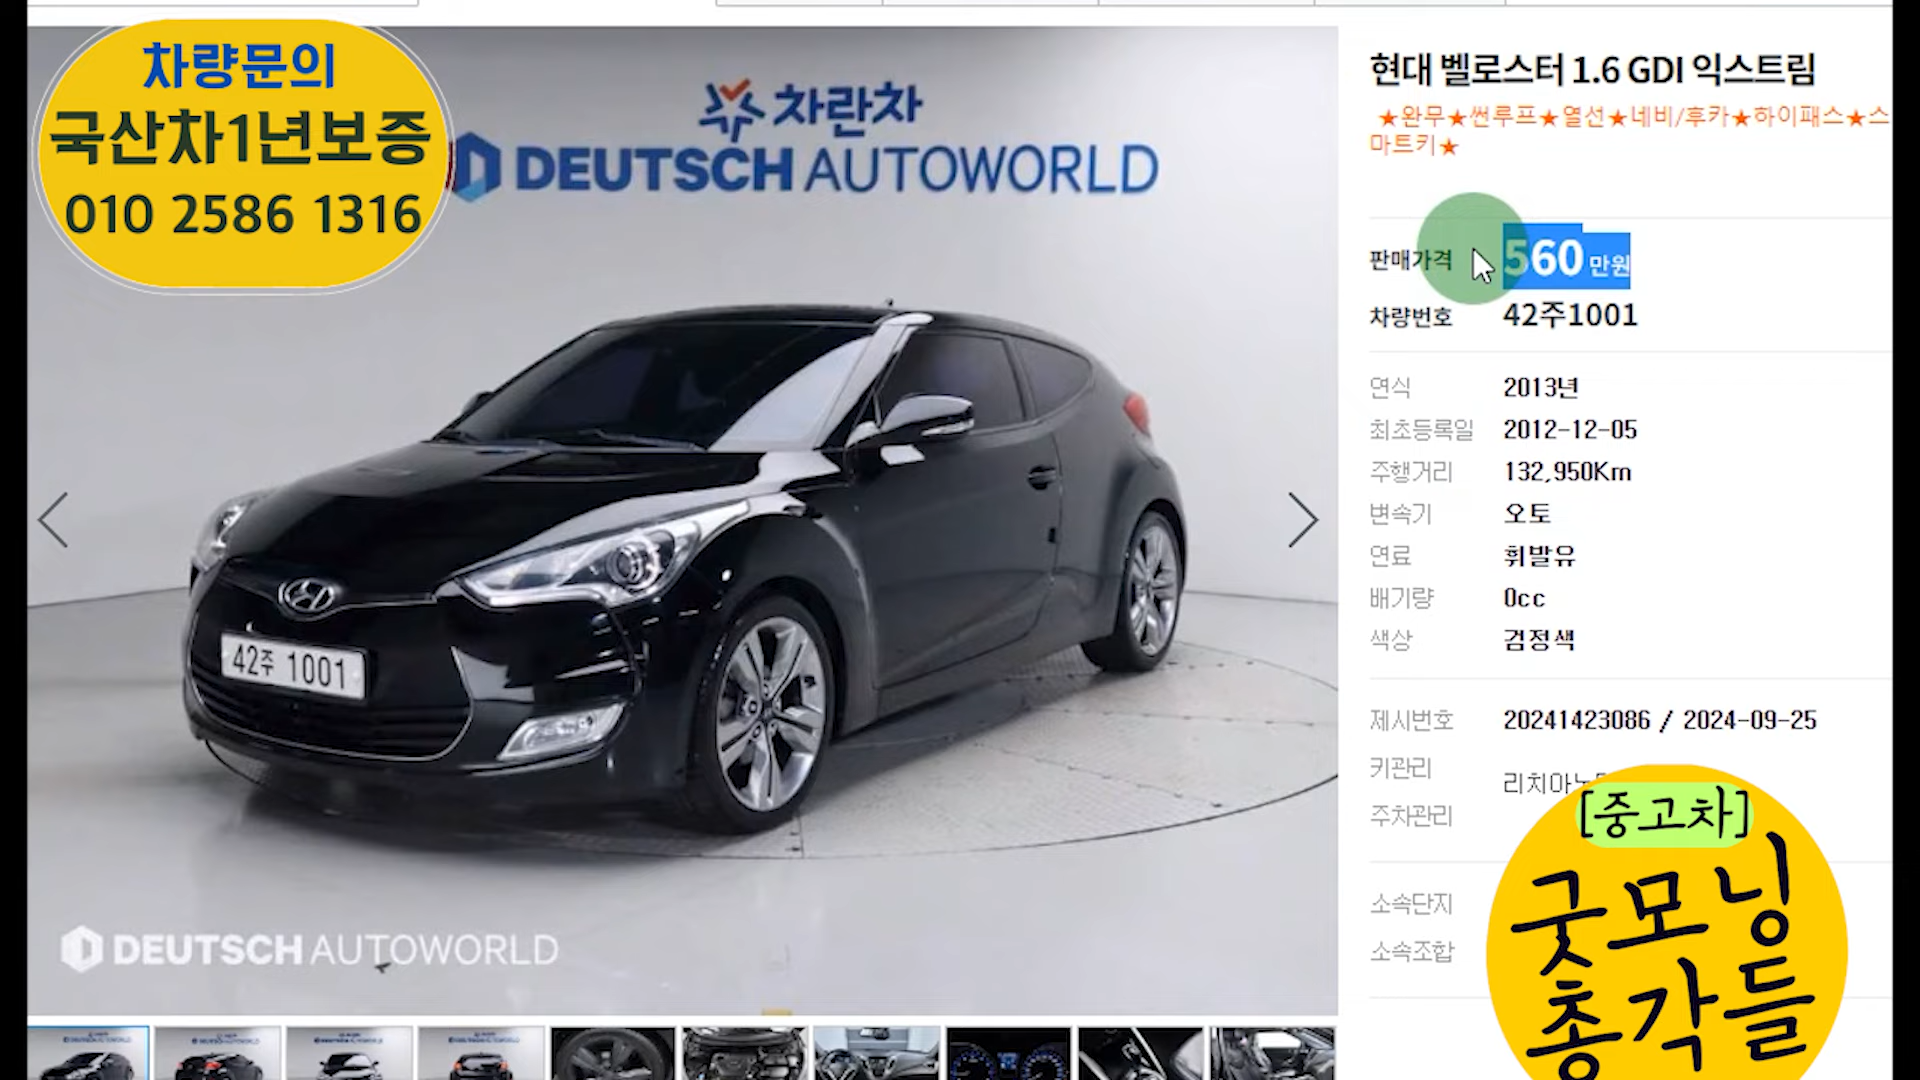 차량문의
국산차1년보증
010 2586 1316
차란차
DEUTSCH AUTOWORLD
42주 1001
DEUTSCH AUTOWORLD
현대 벨로스터 1.6 GDI 익스트림
★완무★썬루프★열선★네비/후카★하이패스★스
마트키★
판매가격 560만원
차량번호 42주1001
연식 2013년
최초등록일 2012-12-05
주행거리 132,950Km
변속기 오토
연료 휘발유
배기량 0cc
색상 검정색
제시번호 20241423086 / 2024-09-25
키관리 리치아
주차관리
소속단지
소속조합
[중고차]
굿모닝
총각들